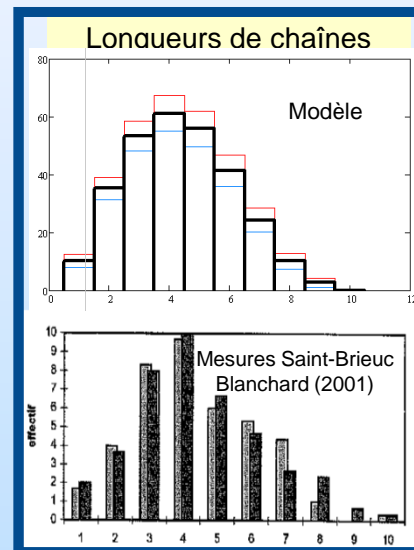 Longueurs de chaînes
80
60
40
20
0
Modèle
0 2 4 6 8 10 12
10
9
8
7
6
5
4
3
2
1
0
effectif
Mesures Saint-Brieuc
Blanchard (2001)
1 2 3 4 5 6 7 8 9 10